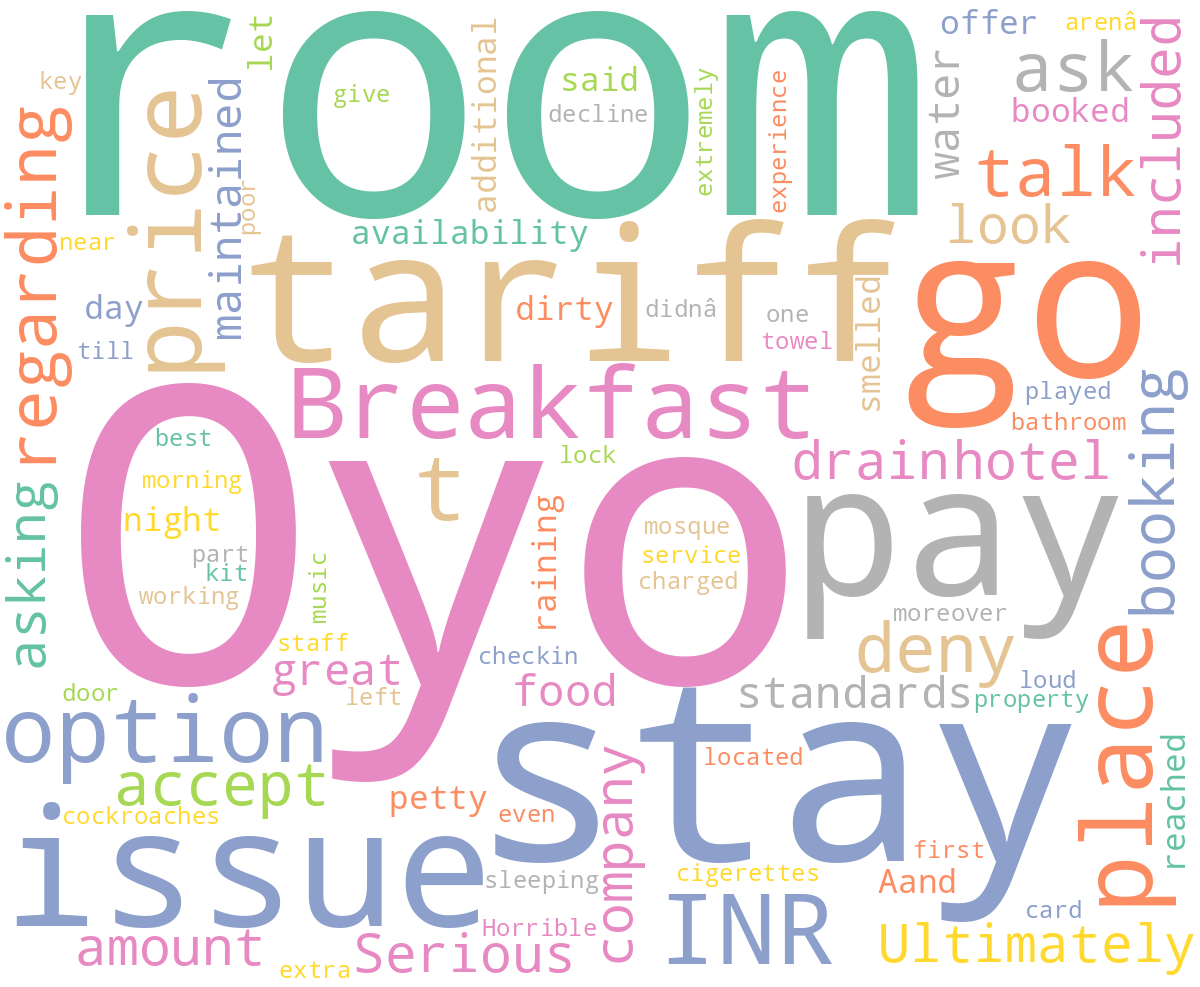 room
Oyo
stay
tariff
go
pay
issue
Breakfast
place
price
option
INR
regarding
t
talk
ask
deny
drainhotel
booking
accept
Ultimately
Serious
company
amount
asking
included
look
water
maintained
standards
great
food
let
key
give
said
decline
additional
extremely
experience
offer
arenâ
booked
poor
near
availability
day
till
dirty
didnâ
one
towel
smelled
played
bathroom
best
morning
night
part
kit
working
music
lock
raining
mosque
service
charged
moreover
staff
checkin
left
door
loud
property
located
reached
petty
even
cockroaches
sleeping
cigerettes
first
Aand
card
Horrible
extra